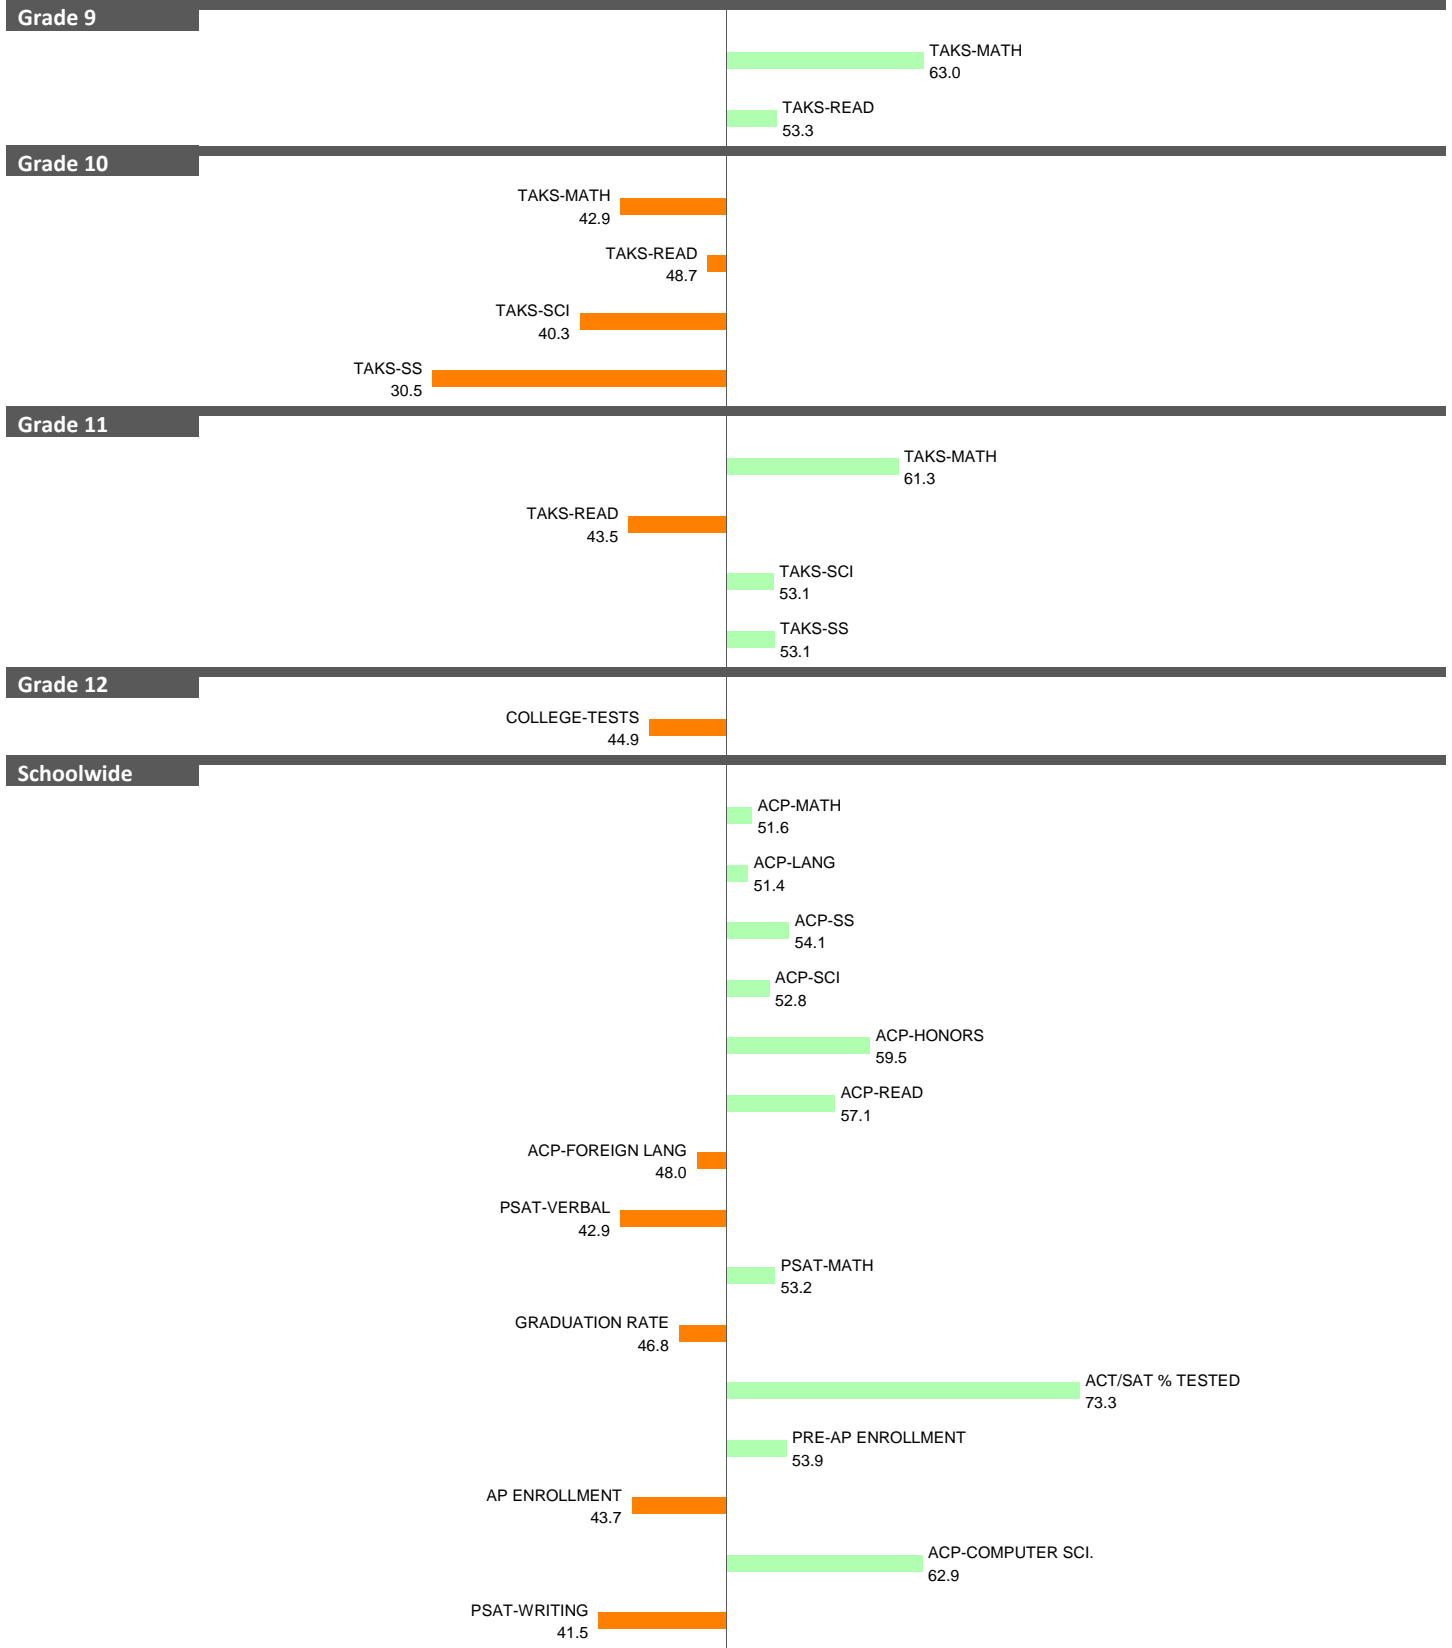 Grade 9
TAKS-MATH
63.0
TAKS-READ
53.3
Grade 10
TAKS-MATH
42.9
TAKS-READ
48.7
TAKS-SCI
40.3
TAKS-SS
30.5
Grade 11
TAKS-MATH
61.3
TAKS-READ
43.5
TAKS-SCI
53.1
TAKS-SS
53.1
Grade 12
COLLEGE-TESTS
44.9
Schoolwide
ACP-MATH
51.6
ACP-LANG
51.4
ACP-SS
54.1
ACP-SCI
52.8
ACP-HONORS
59.5
ACP-READ
57.1
ACP-FOREIGN LANG
48.0
PSAT-VERBAL
42.9
PSAT-MATH
53.2
GRADUATION RATE
46.8
ACT/SAT % TESTED
73.3
PRE-AP ENROLLMENT
53.9
AP ENROLLMENT
43.7
ACP-COMPUTER SCI.
62.9
PSAT-WRITING
41.5